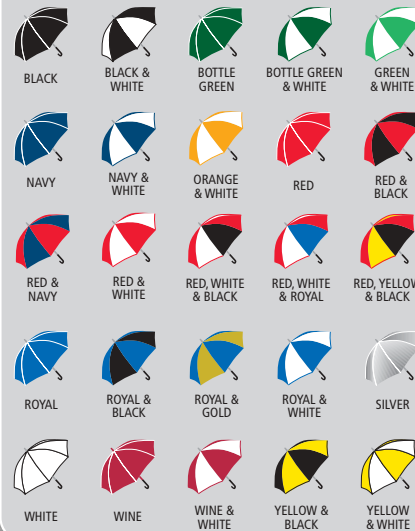 BLACK
BLACK &
WHITE
BOTTLE
GREEN
BOTTLE GREEN
& WHITE
GREEN
& WHITE
NAVY
NAVY &
WHITE
ORANGE
& WHITE
RED
RED &
BLACK
RED &
NAVY
RED &
WHITE
RED, WHITE
& BLACK
RED, WHITE
& ROYAL
RED, YELLOW
& BLACK
ROYAL
ROYAL &
BLACK
ROYAL &
GOLD
ROYAL &
WHITE
SILVER
WHITE
WINE
WINE &
WHITE
YELLOW &
BLACK
YELLOW
& WHITE